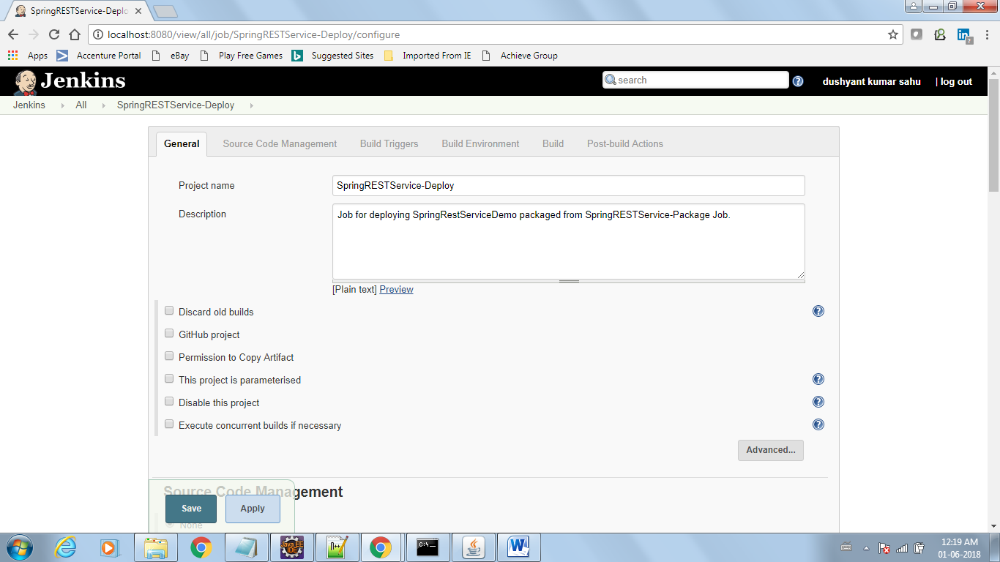 SpringRESTService-Deplo
localhost:8080/view/all/job/SpringRESTService-Deploy/configure
Apps Accenture Portal eBay Play Free Games Suggested Sites Imported From IE Achieve Group
Jenkins
search
dushyant kumar sahu
| log out
Jenkins All SpringRESTService-Deploy
General Source Code Management Build Triggers Build Environment Build Post-build Actions
Project name SpringRESTService-Deploy
Description Job for deploying SpringRestServiceDemo packaged from SpringRESTService-Package Job.
[Plain text] Preview
Discard old builds
GitHub project
Permission to Copy Artifact
This project is parameterised
Disable this project
Execute concurrent builds if necessary
Advanced...
Source Code Management
Save Apply
None
Java EE
IDE
12:19 AM
01-06-2018